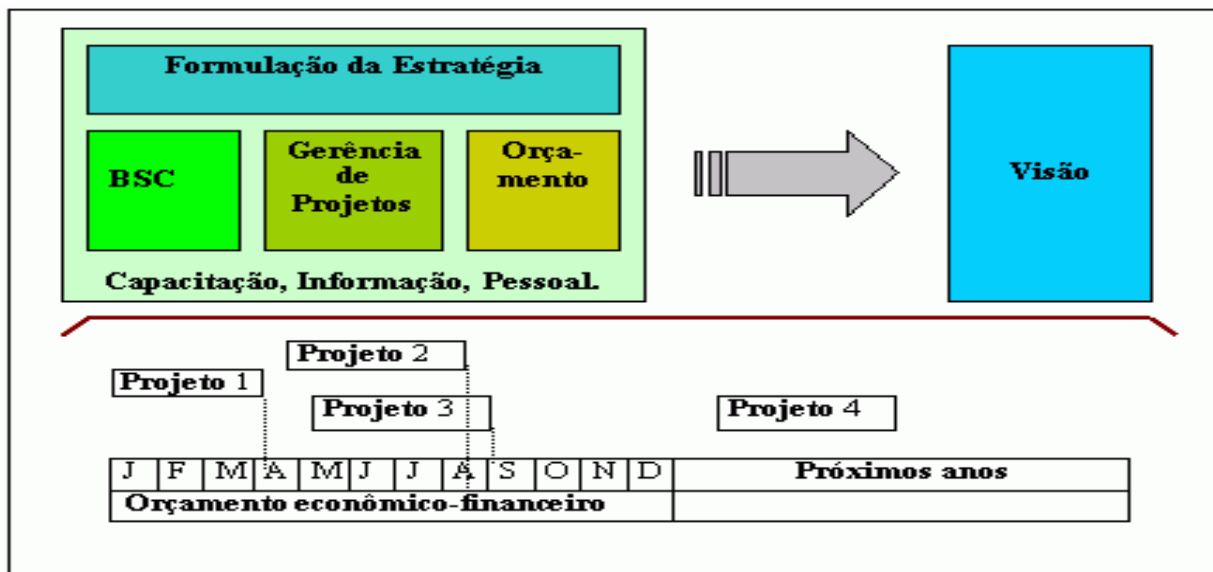 Formulação da Estratégia
BSC
Gerência
de
Projetos
Orça-
mento
Capacitação, Informação, Pessoal.
Visão
Projeto 2
Projeto 1
Projeto 3
Projeto 4
J F M A M J J A S O N D Próximos anos
Orçamento econômico-financeiro